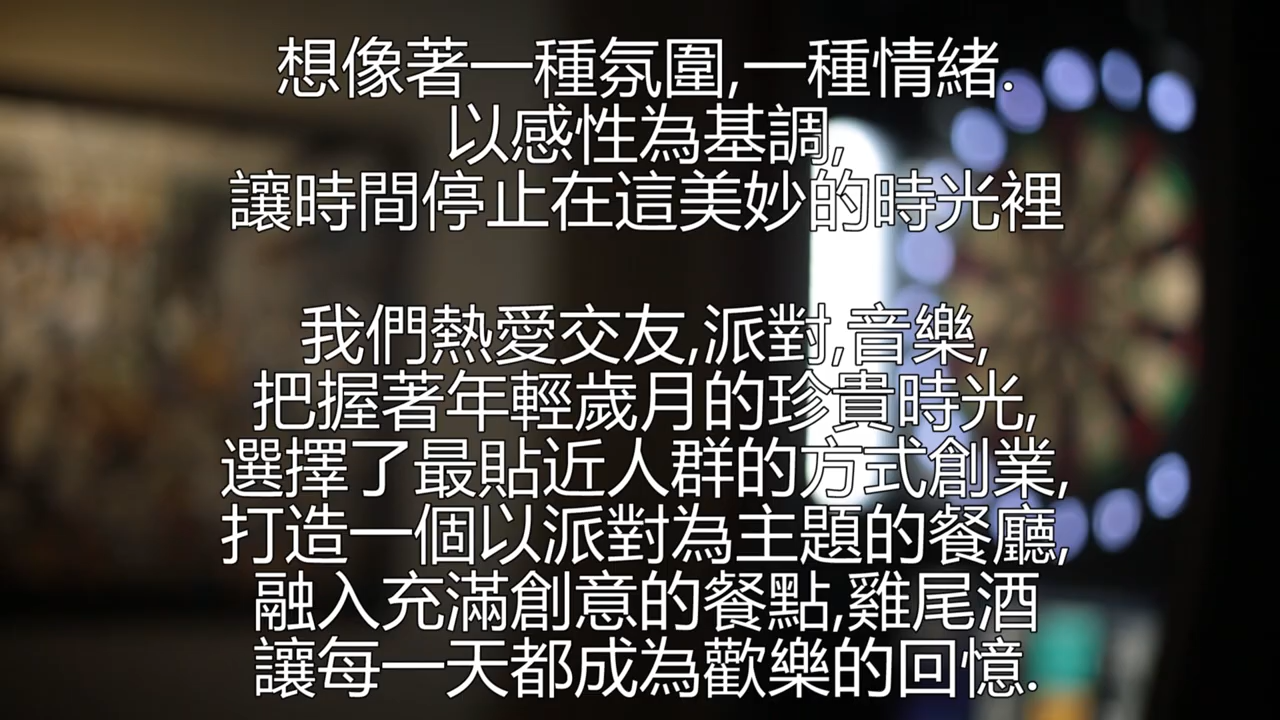 想像著一種氛圍,一種情緒.
以感性為基調,
讓時間停止在這美妙的時光裡
我們熱愛交友,派對,音樂,
把握著年輕歲月的珍貴時光,
選擇了最貼近人群的方式創業,
打造一個以派對為主題的餐廳,
融入充滿創意的餐點,雞尾酒
讓每一天都成為歡樂的回憶.